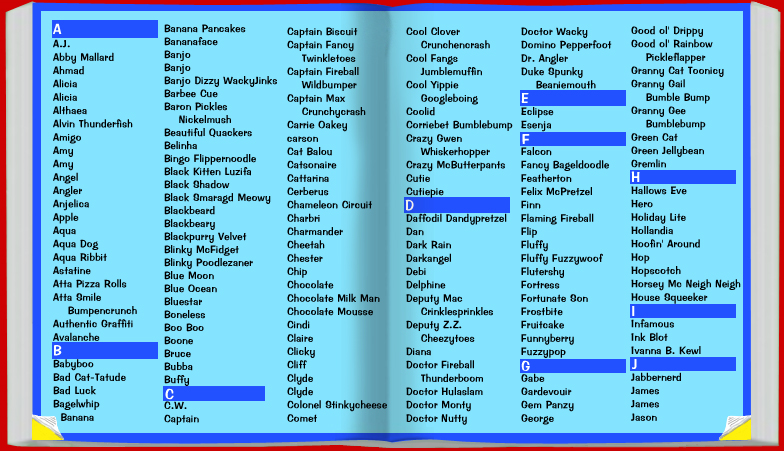 A
A.J.
Abby Mallard
Ahmad
Alicia
Alicia
Althaea
Alvin Thunderfish
Amigo
Amy
Amy
Angel
Angler
Anjelica
Apple
Aqua
Aqua Dog
Aqua Ribbit
Astatine
Atta Pizza Rolls
Atta Smile
Bumpencrunch
Authentic Graffiti
Avalanche
B
Babyboo
Bad Cat-Tatude
Bad Luck
Bagelwhip
Banana
Banana Pancakes
Bananaface
Banjo
Banjo
Banjo Dizzy WackyJinks
Barbee Cue
Baron Pickles
Nickelmush
Beautiful Quackers
Belinha
Bingo Flippernoodle
Black Kitten Luzifa
Black Shadow
Black Smaragd Meowy
Blackbeard
Blackbeary
Blackpurry Velvet
Blinky McFidget
Blinky Poodlezaner
Blue Moon
Blue Ocean
Bluestar
Boneless
Boo Boo
Boone
Bruce
Bubba
Buffy
C
C.W.
Captain
Captain Biscuit
Captain Fancy
Twinkletoes
Captain Fireball
Wildbumper
Captain Max
Crunchycrash
Carrie Oakey
carson
Cat Balou
Catsonaire
Cattarina
Cerberus
Chameleon Circuit
Charbri
Charmander
Cheetah
Chester
Chip
Chocolate
Chocolate Milk Man
Chocolate Mousse
Cindi
Claire
Clicky
Cliff
Clyde
Clyde
Colonel Stinkycheese
Comet
Cool Clover
Crunchencrash
Cool Fangs
Jumblemuffin
Cool Yippie
Googleboing
Coolid
Corriebet Bumblebump
Crazy Gwen
Whiskerhopper
Crazy McButterpants
Cutie
Cutiepie
D
Daffodil Dandypretzel
Dan
Dark Rain
Darkangel
Debi
Delphine
Deputy Mac
Crinklesprinkles
Deputy Z.Z.
Cheezytoes
Diana
Doctor Fireball
Thunderboom
Doctor Hulaslam
Doctor Monty
Doctor Nutty
Doctor Wacky
Domino Pepperfoot
Dr. Angler
Duke Spunky
Beaniemouth
E
Eclipse
Esenja
F
Falcon
Fancy Bageldoodle
Featherton
Felix McPretzel
Finn
Flaming Fireball
Flip
Fluffy
Fluffy Fuzzywoof
Flutershy
Fortress
Fortunate Son
Frostbite
Fruitcake
Funnyberry
Fuzzypop
G
Gabe
Gardevouir
Gem Panzy
George
Good ol' Drippy
Good ol' Rainbow
Pickleflapper
Granny Cat Toonicy
Granny Gail
Bumble Bump
Granny Gee
Bumblebump
Green Cat
Green Jellybean
Gremlin
H
Hallows Eve
Hero
Holiday Lite
Hollandia
Hoofin' Around
Hop
Hopscotch
Horsey Mc Neigh Neigh
House Squeeker
I
Infamous
Ink Blot
Ivanna B. Kewl
J
Jabbernerd
James
James
Jason